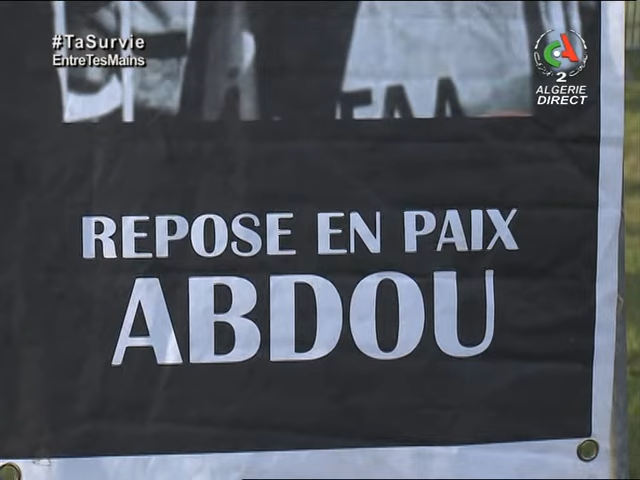 #TaSurvie
EntreTesMains
2
ALGERIE
DIRECT
REPOSE EN PAIX
ABDOU